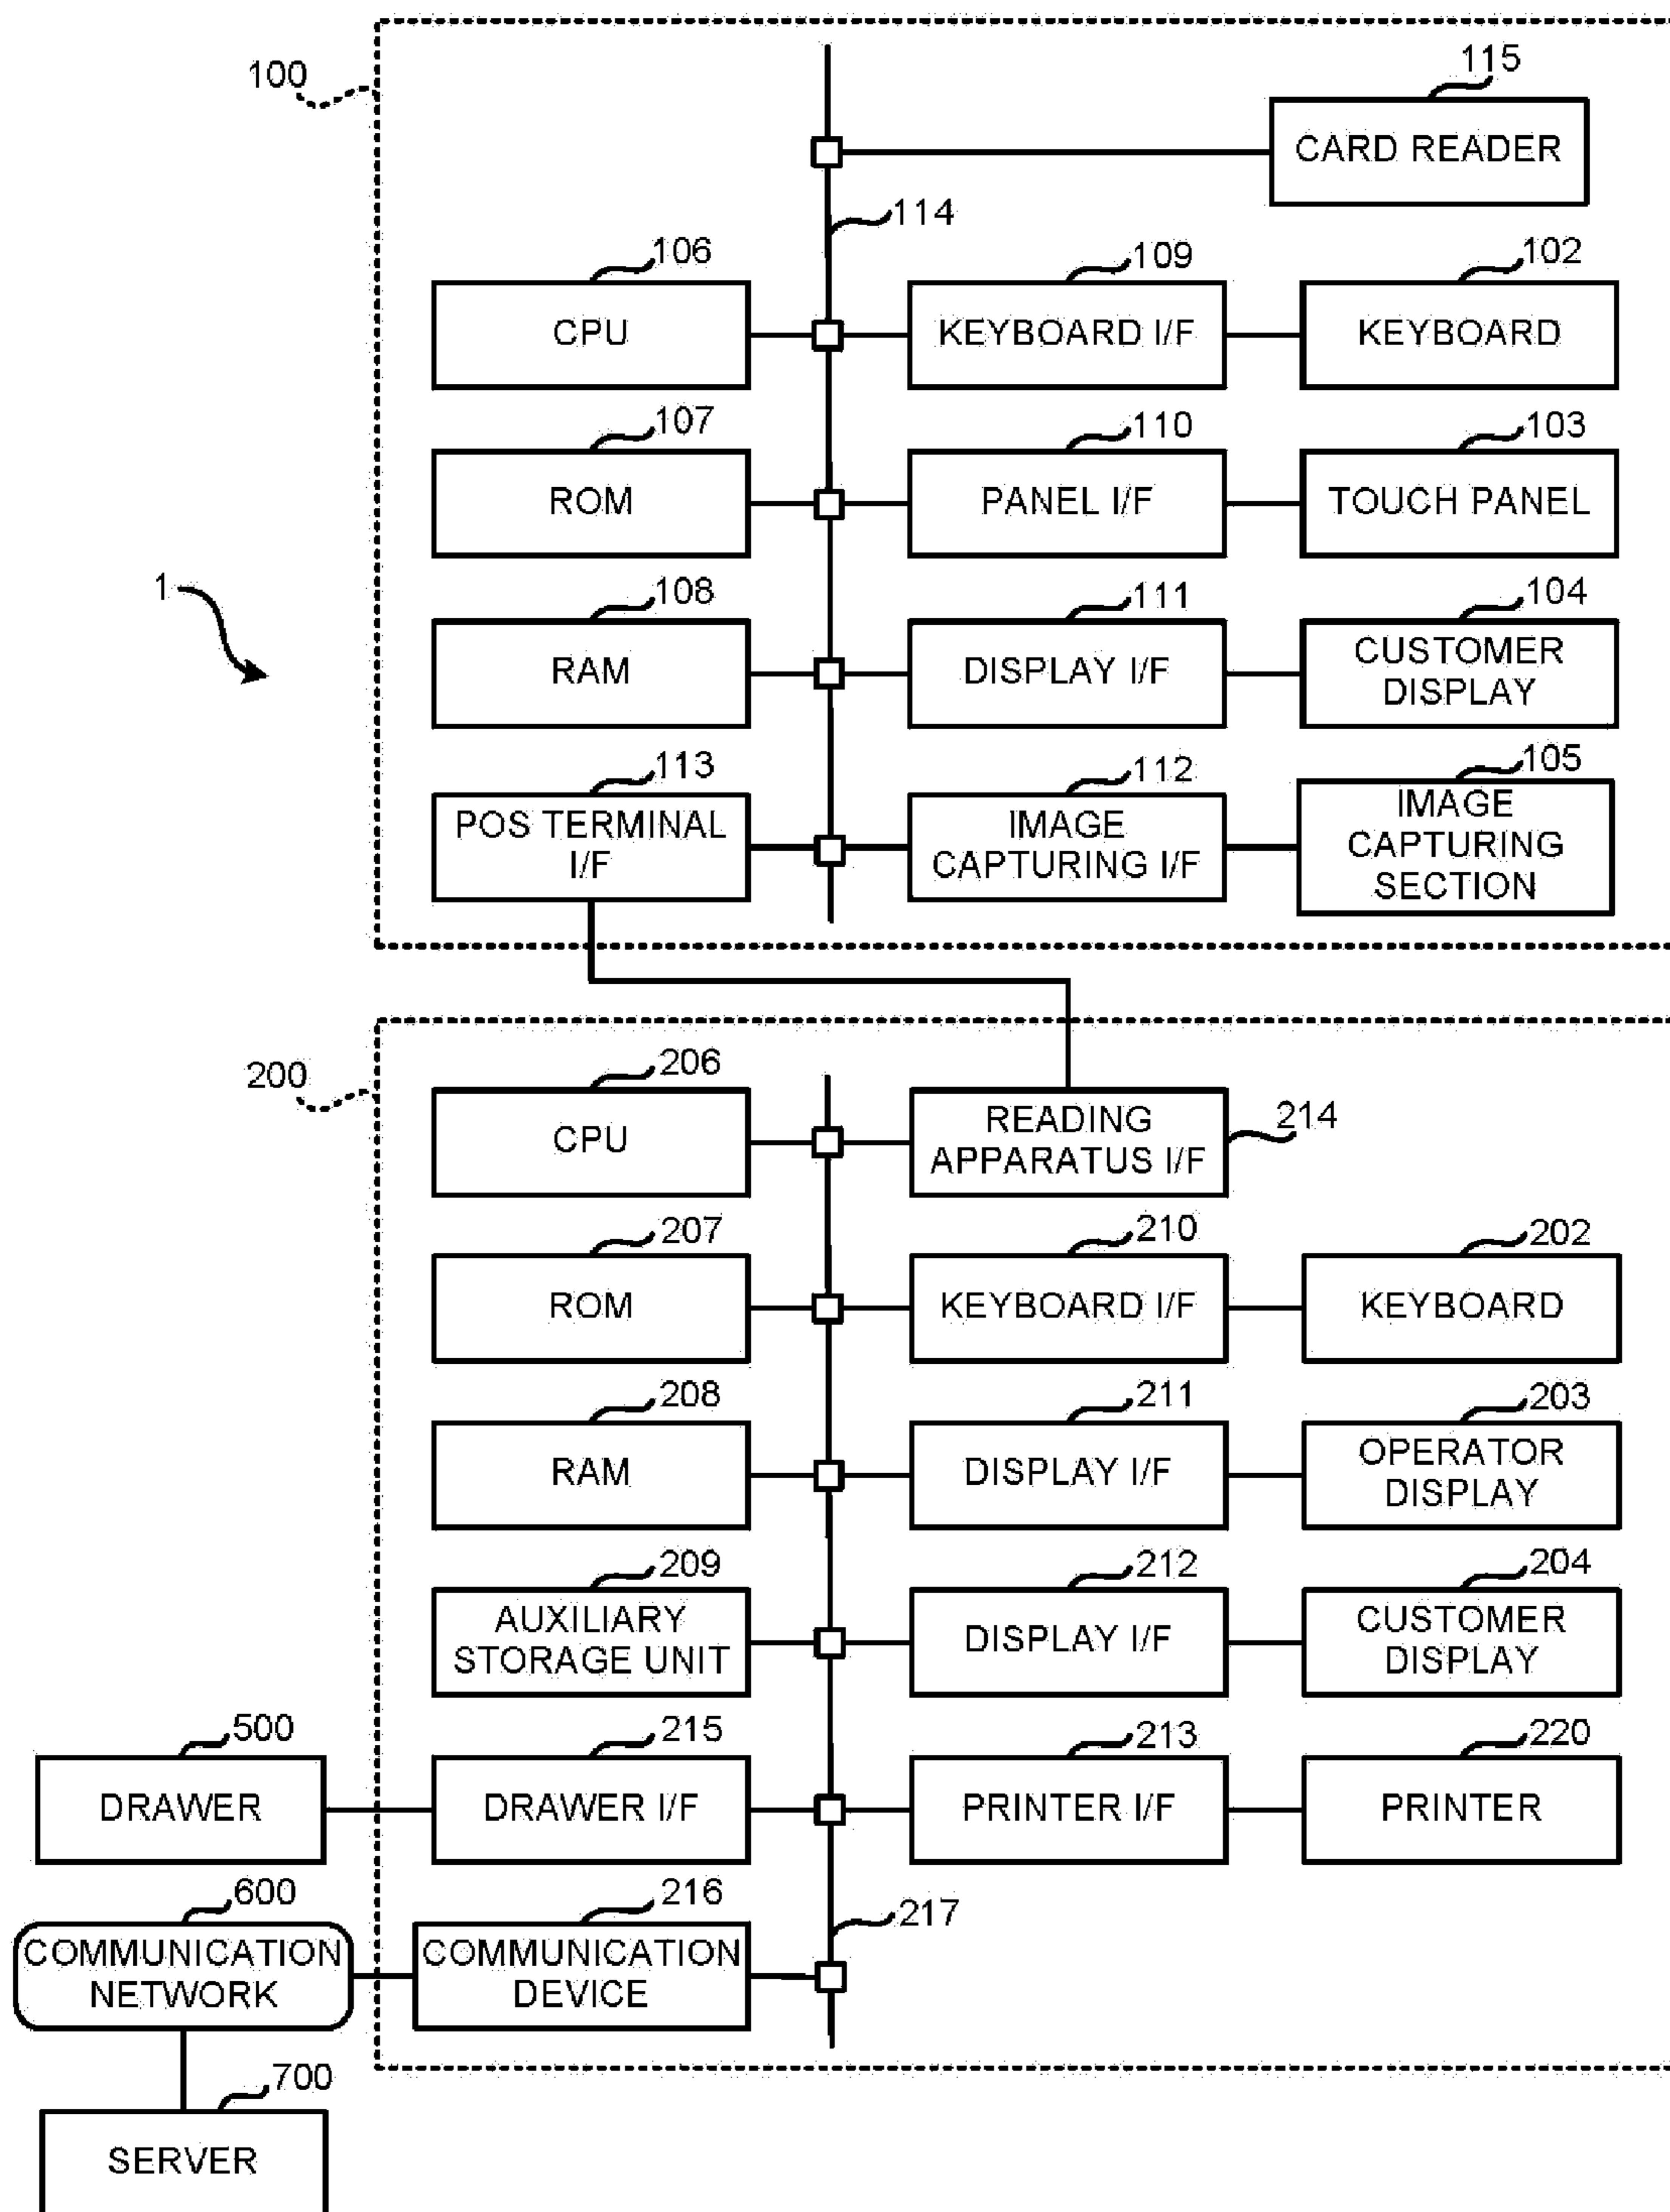 100
115
CARD READER
114
106
109
102
CPU
KEYBOARD I/F
KEYBOARD
107
110
103
ROM
PANEL I/F
TOUCH PANEL
1
108
111
104
RAM
DISPLAY I/F
CUSTOMER
DISPLAY
113
112
105
POS TERMINAL
I/F
IMAGE
CAPTURING I/F
IMAGE
CAPTURING
SECTION
200
206
214
CPU
READING
APPARATUS I/F
207
210
202
ROM
KEYBOARD I/F
KEYBOARD
208
211
203
RAM
DISPLAY I/F
OPERATOR
DISPLAY
209
212
204
AUXILIARY
STORAGE UNIT
DISPLAY I/F
CUSTOMER
DISPLAY
500
215
213
220
DRAWER
DRAWER I/F
PRINTER I/F
PRINTER
600
216
217
COMMUNICATION
NETWORK
COMMUNICATION
DEVICE
700
SERVER